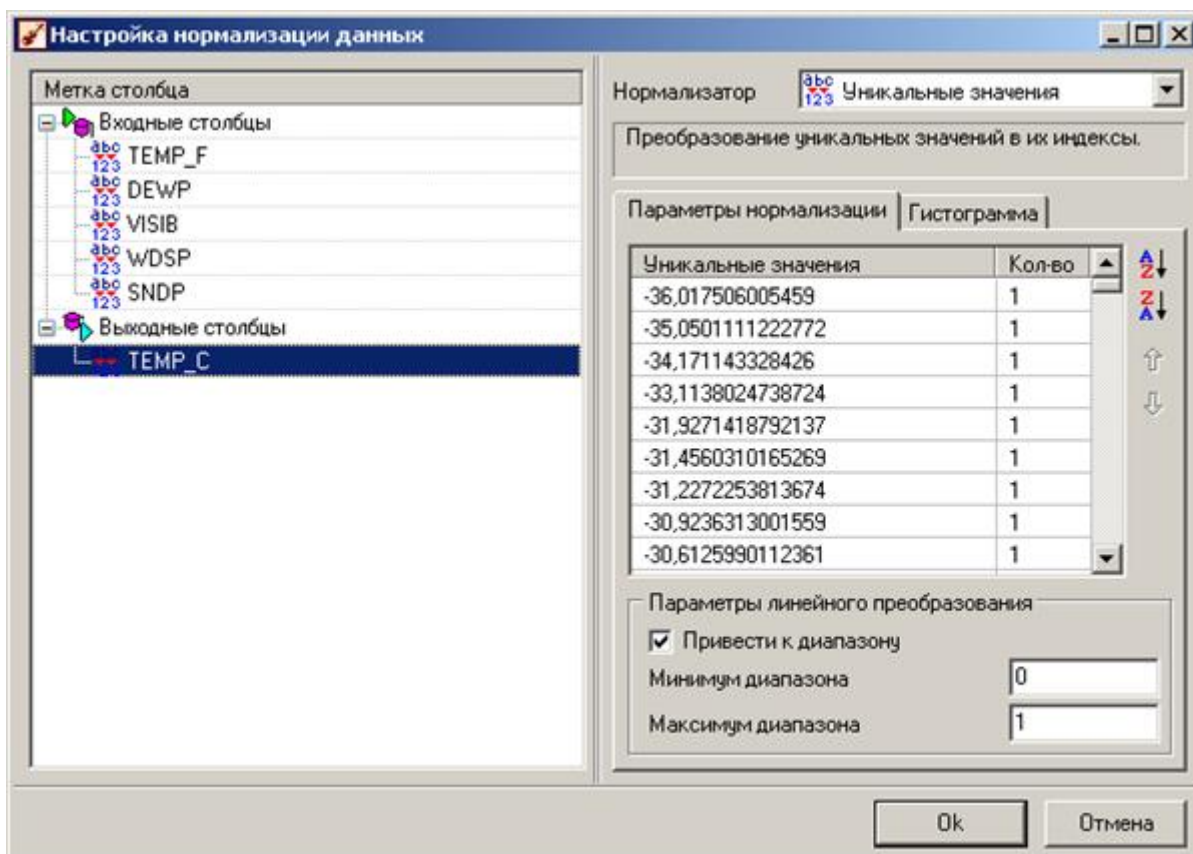 Настройка нормализации данных
Метка столбца
Входные столбцы
TEMP_F
DEWP
VISIB
WDSP
SNDP
Выходные столбцы
TEMP_C
Нормализатор abc 123 Уникальные значения
Преобразование уникальных значений в их индексы.
Параметры нормализации Гистограмма
Уникальные значения Кол-во
-36,017506005459 1
-35,0501111222772 1
-34,171143328426 1
-33,1138024738724 1
-31,9271418792137 1
-31,4560310165269 1
-31,2272253813674 1
-30,9236313001559 1
-30,6125990112361 1
Параметры линейного преобразования
Привести к диапазону
Минимум диапазона 0
Максимум диапазона 1
Ok Отмена